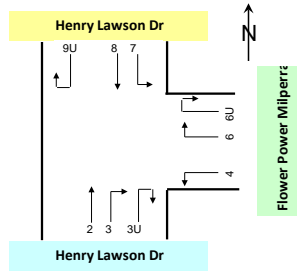 Henry Lawson Dr
N
9U 8 7
6U
6
4
Flower Power Milperra
2 3 3U
Henry Lawson Dr